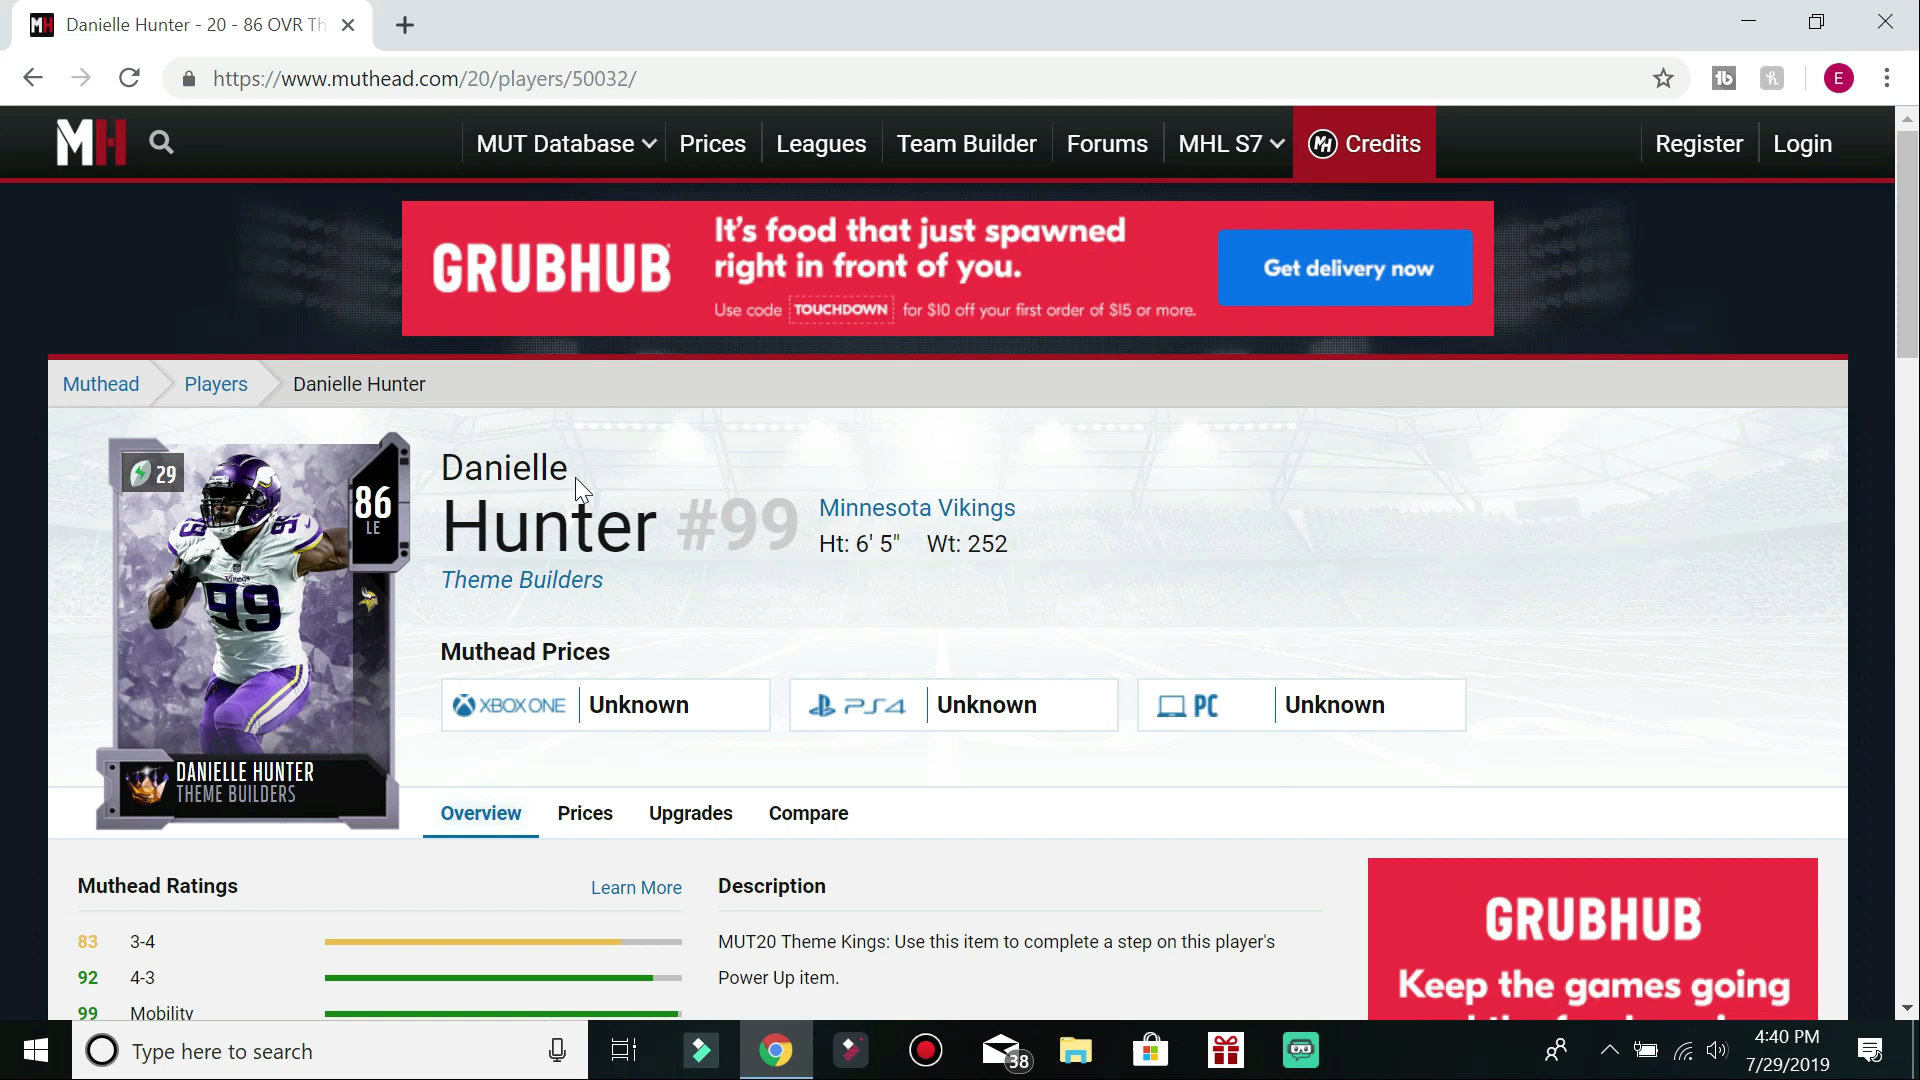 Danielle Hunter - 20 - 86 OVR Th
https://www.muthead.com/20/players/50032/
E
MH
MUT Database
Prices
Leagues
Team Builder
Forums
MHL S7
Credits
Register
Login
GRUBHUB
It's food that just spawned
right in front of you.
Use code TOUCHDOWN for $10 off your first order of $15 or more.
Get delivery now
Muthead
Players
Danielle Hunter
29
86
LE
99
DANIELLE HUNTER
THEME BUILDERS
Danielle
Hunter #99
Theme Builders
Minnesota Vikings
Ht: 6' 5" Wt: 252
Muthead Prices
XBOX ONE Unknown
PS4 Unknown
PC Unknown
Overview
Prices
Upgrades
Compare
Muthead Ratings
Learn More
83 3-4
92 4-3
99 Mobility
Description
MUT20 Theme Kings: Use this item to complete a step on this player's
Power Up item.
GRUBHUB
Keep the games going
Type here to search
38
4:40 PM
7/29/2019